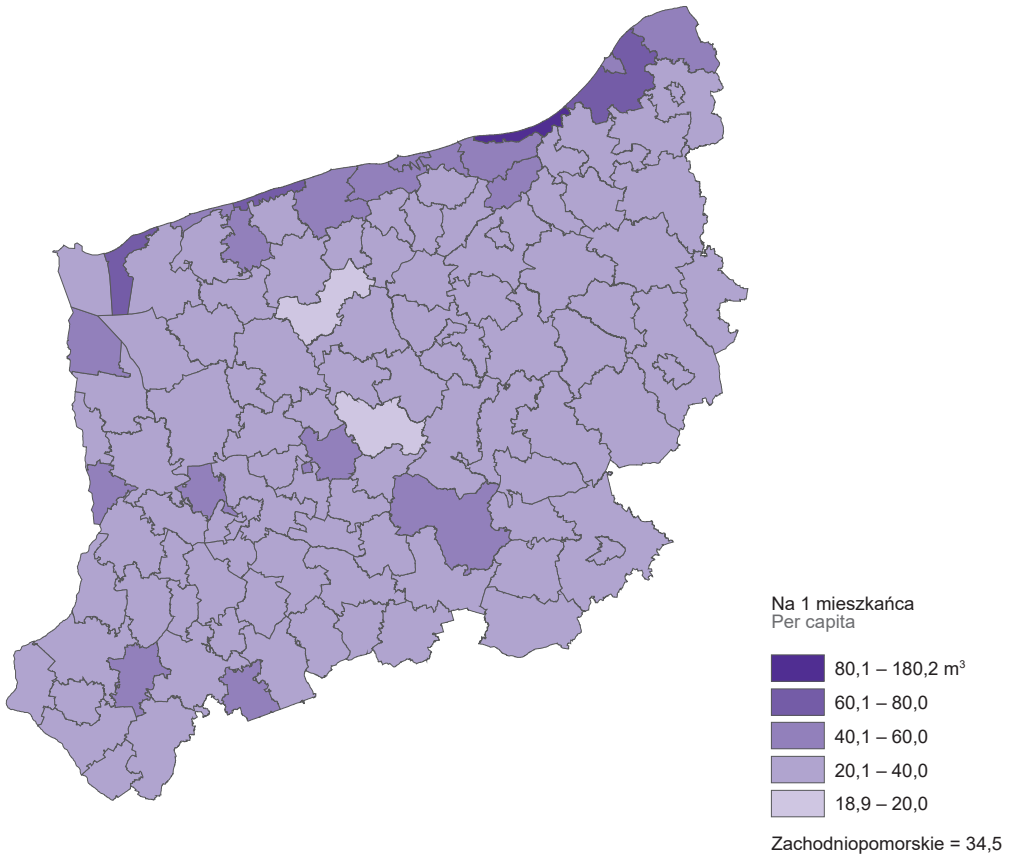 Na 1 mieszkańca
Per capita
80,1 – 180,2 m³
60,1 – 80,0
40,1 – 60,0
20,1 – 40,0
18,9 – 20,0
Zachodniopomorskie = 34,5